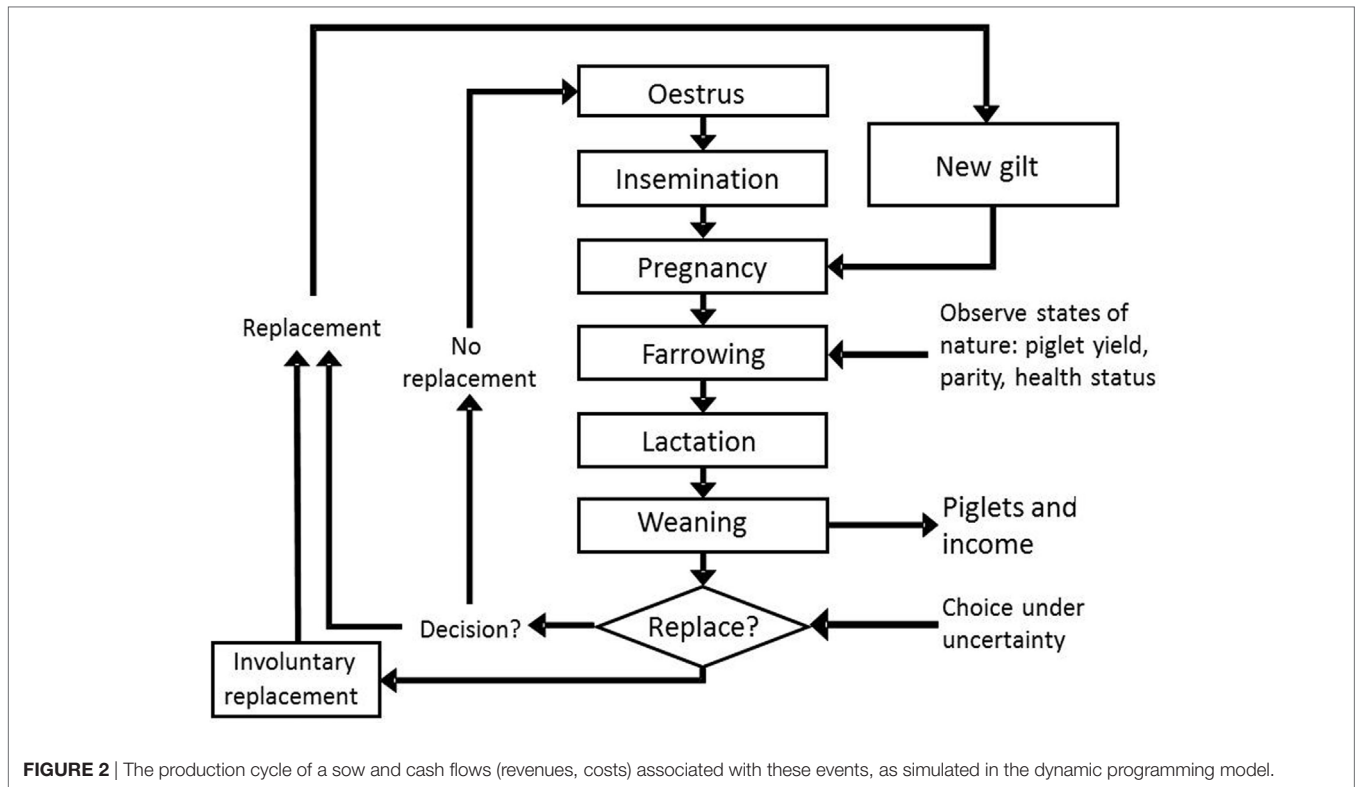 Oestrus
Insemination
New gilt
Pregnancy
Replacement
No
replacement
Farrowing
Observe states of
nature: piglet yield,
parity, health status
Lactation
Weaning
Piglets and
income
Decision?
Replace?
Choice under
uncertainty
Involuntary
replacement
FIGURE 2 | The production cycle of a sow and cash flows (revenues, costs) associated with these events, as simulated in the dynamic programming model.